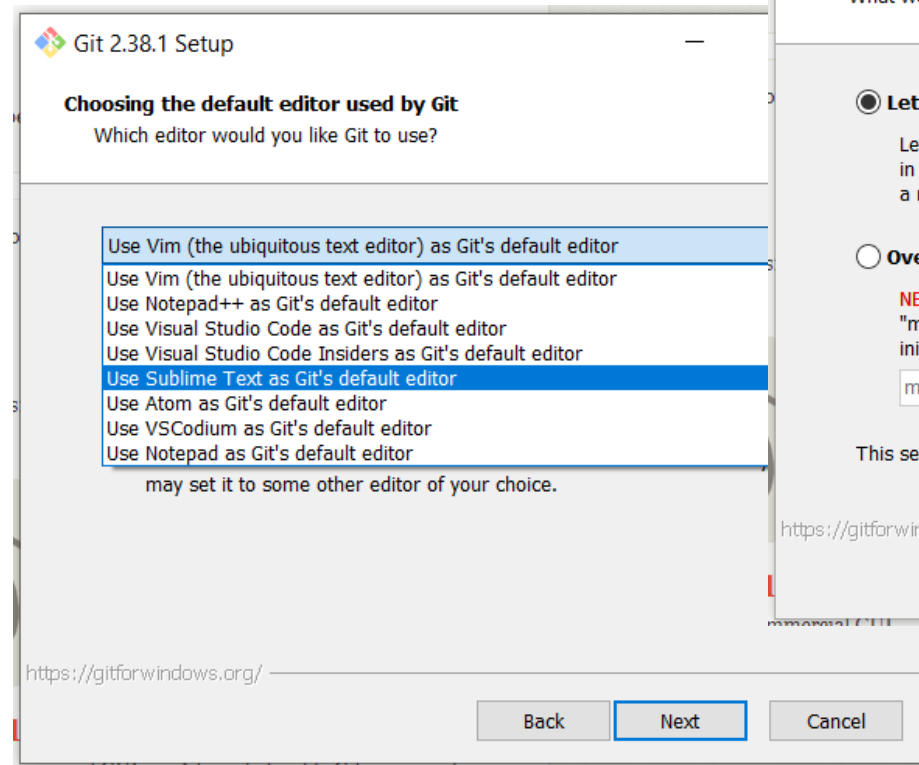 Git 2.38.1 Setup
Choosing the default editor used by Git
Which editor would you like Git to use?
Use Vim (the ubiquitous text editor) as Git's default editor
Use Vim (the ubiquitous text editor) as Git's default editor
Use Notepad++ as Git's default editor
Use Visual Studio Code as Git's default editor
Use Visual Studio Code Insiders as Git's default editor
Use Sublime Text as Git's default editor
Use Atom as Git's default editor
Use VSCodium as Git's default editor
Use Notepad as Git's default editor
may set it to some other editor of your choice.
https://gitforwindows.org/
Back
Next
Cancel
Let
Le
in
a
Ove
NE
"m
ini
m
This se
https://gitforwin